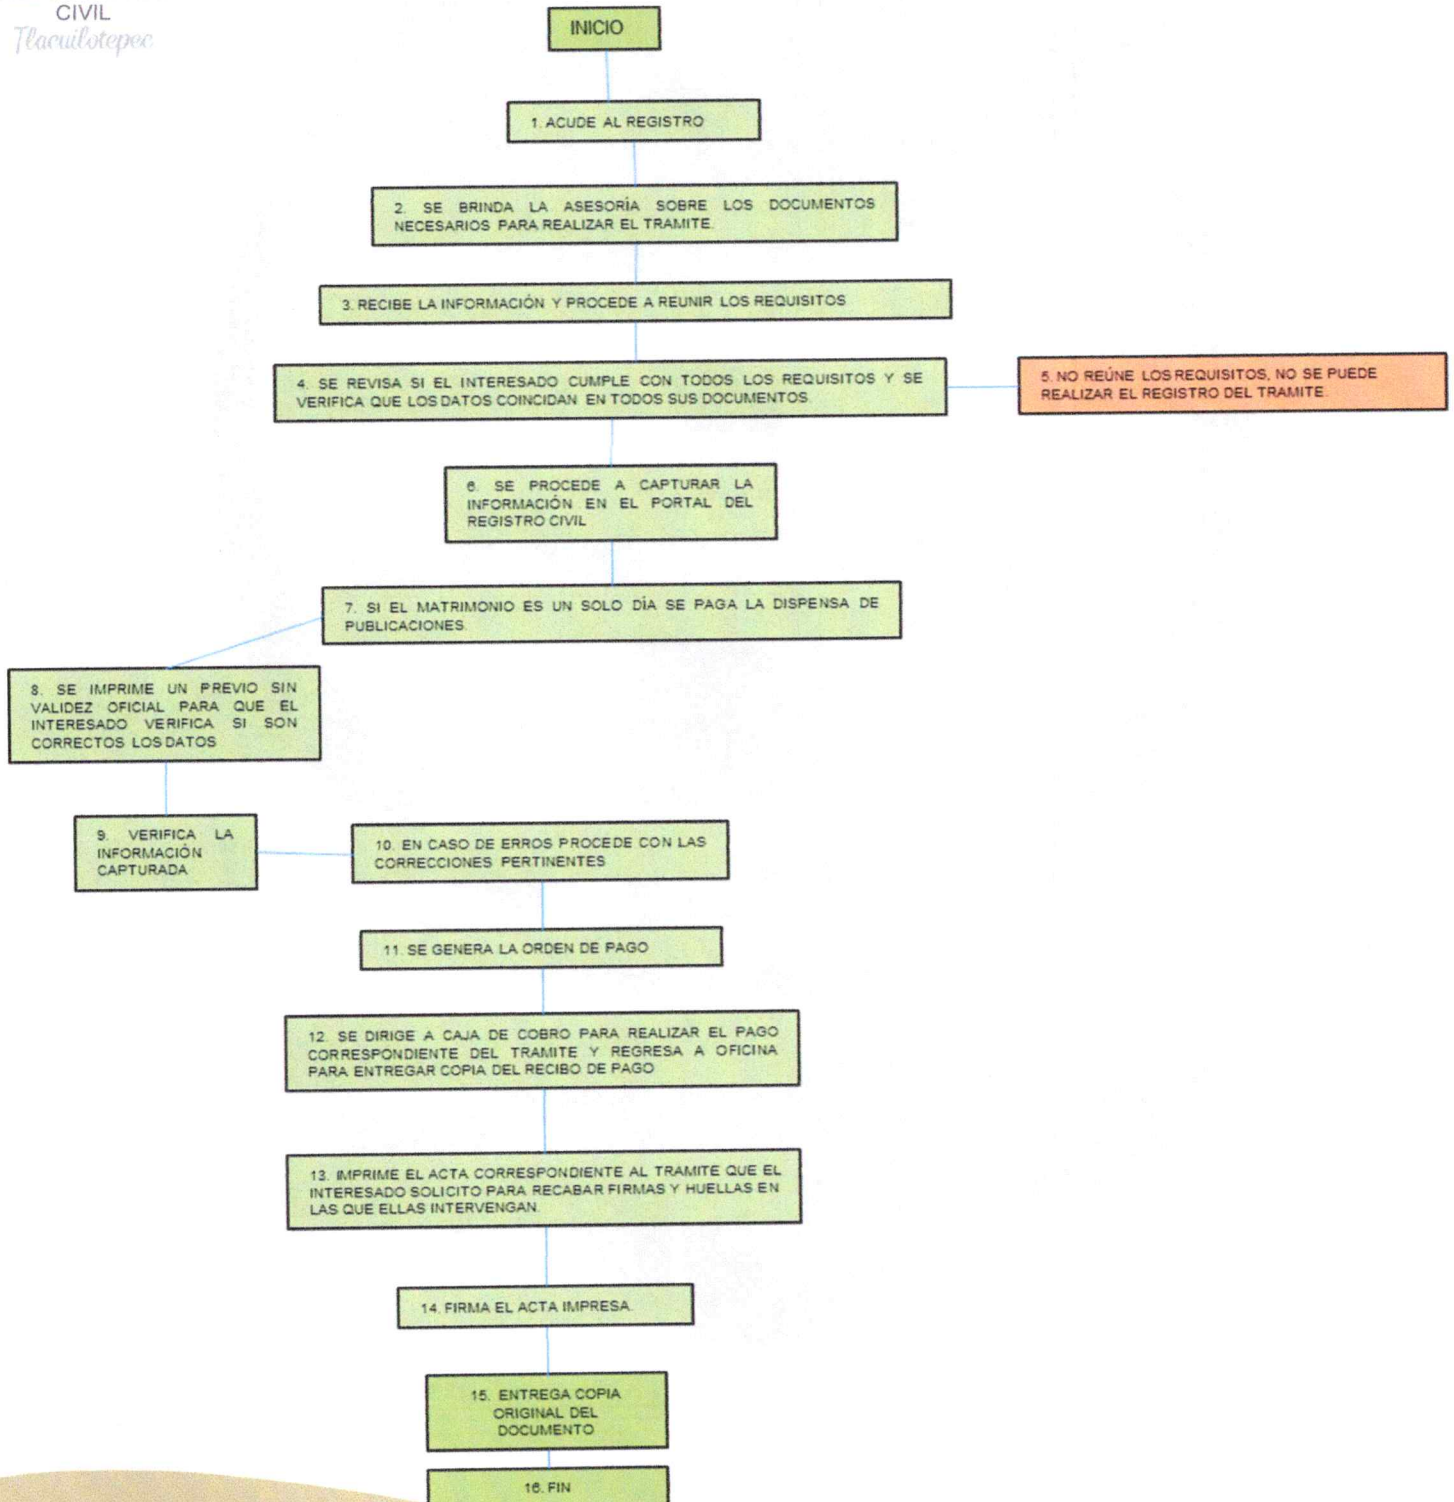 CIVIL
Tlacuilotepec
INICIO
1. ACUDE AL REGISTRO
2. SE BRINDA LA ASESORÍA SOBRE LOS DOCUMENTOS
NECESARIOS PARA REALIZAR EL TRAMITE.
3. RECIBE LA INFORMACIÓN Y PROCEDE A REUNIR LOS REQUISITOS
4. SE REVISA SI EL INTERESADO CUMPLE CON TODOS LOS REQUISITOS Y SE
VERIFICA QUE LOS DATOS COINCIDAN EN TODOS SUS DOCUMENTOS.
5. NO REÚNE LOS REQUISITOS, NO SE PUEDE
REALIZAR EL REGISTRO DEL TRAMITE.
6. SE PROCEDE A CAPTURAR LA
INFORMACIÓN EN EL PORTAL DEL
REGISTRO CIVIL
7. SI EL MATRIMONIO ES UN SOLO DÍA SE PAGA LA DISPENSA DE
PUBLICACIONES.
8. SE IMPRIME UN PREVIO SIN
VALIDEZ OFICIAL PARA QUE EL
INTERESADO VERIFICA SI SON
CORRECTOS LOS DATOS
9. VERIFICA LA
INFORMACIÓN
CAPTURADA
10. EN CASO DE ERROS PROCEDE CON LAS
CORRECCIONES PERTINENTES
11. SE GENERA LA ORDEN DE PAGO
12. SE DIRIGE A CAJA DE COBRO PARA REALIZAR EL PAGO
CORRESPONDIENTE DEL TRAMITE Y REGRESA A OFICINA
PARA ENTREGAR COPIA DEL RECIBO DE PAGO
13. IMPRIME EL ACTA CORRESPONDIENTE AL TRAMITE QUE EL
INTERESADO SOLICITO PARA RECABAR FIRMAS Y HUELLAS EN
LAS QUE ELLAS INTERVENGAN.
14. FIRMA EL ACTA IMPRESA.
15. ENTREGA COPIA
ORIGINAL DEL
DOCUMENTO
16. FIN